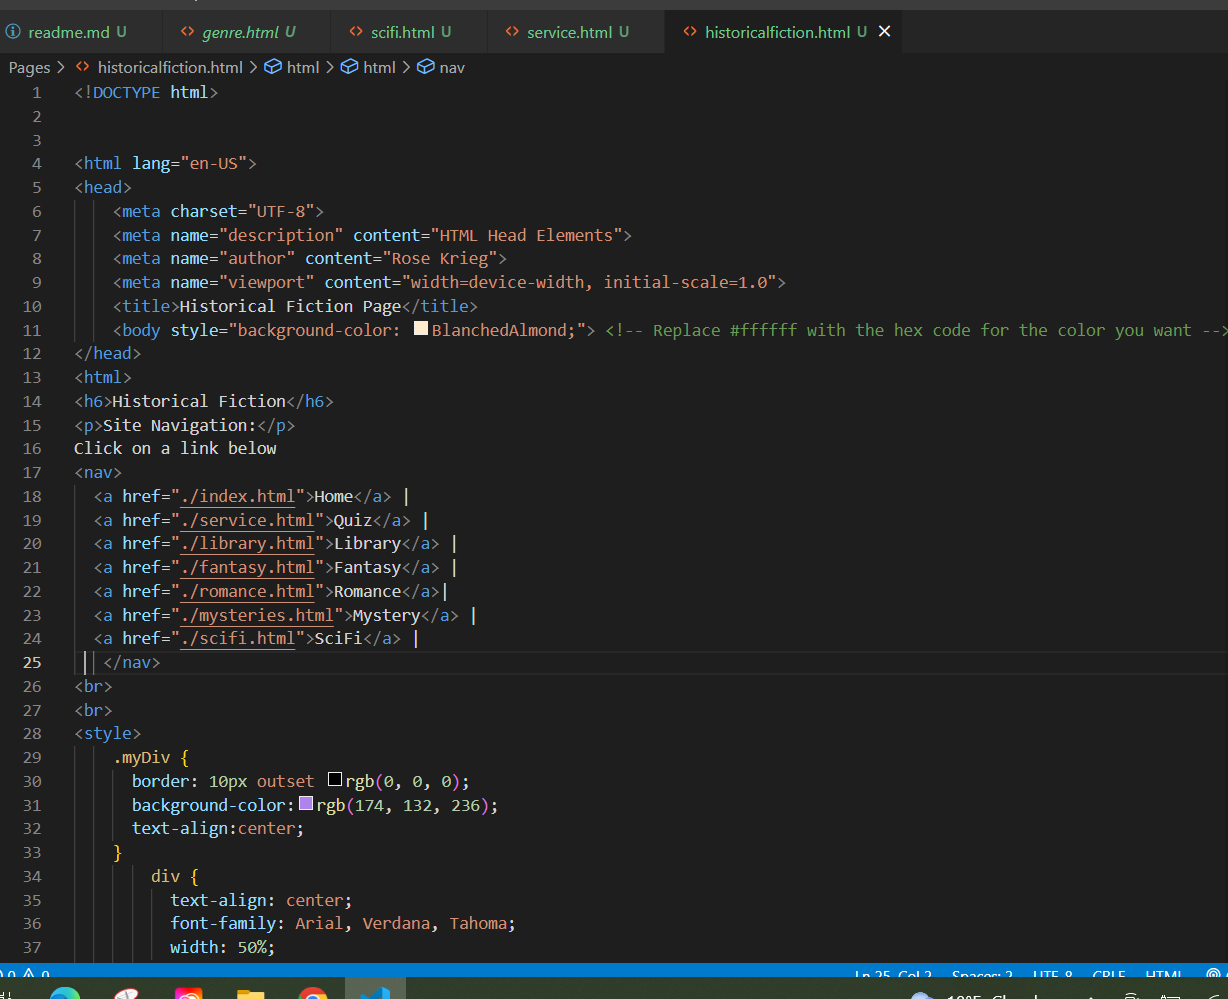 readme.md U genre.html U scifi.html U service.html U historicalfiction.html U
Pages > historicalfiction.html > html > html > nav
1 <!DOCTYPE html>
2
3
4 <html lang="en-US">
5 <head>
6 <meta charset="UTF-8">
7 <meta name="description" content="HTML Head Elements">
8 <meta name="author" content="Rose Krieg">
9 <meta name="viewport" content="width=device-width, initial-scale=1.0">
10 <title>Historical Fiction Page</title>
11 <body style="background-color: BlanchedAlmond;"> <!-- Replace #ffffff with the hex code for the color you want -->
12 </head>
13 <html>
14 <h6>Historical Fiction</h6>
15 <p>Site Navigation:</p>
16 Click on a link below
17 <nav>
18 <a href="./index.html">Home</a> |
19 <a href="./service.html">Quiz</a> |
20 <a href="./library.html">Library</a> |
21 <a href="./fantasy.html">Fantasy</a> |
22 <a href="./romance.html">Romance</a>|
23 <a href="./mysteries.html">Mystery</a> |
24 <a href="./scifi.html">SciFi</a> |
25 </nav>
26 <br>
27 <br>
28 <style>
29 .myDiv {
30 border: 10px outset rgb(0, 0, 0);
31 background-color: rgb(174, 132, 236);
32 text-align:center;
33 }
34 div {
35 text-align: center;
36 font-family: Arial, Verdana, Tahoma;
37 width: 50%;
0 0 Ln 25, Col 2 Spaces: 2 UTF-8 CRLF HTML